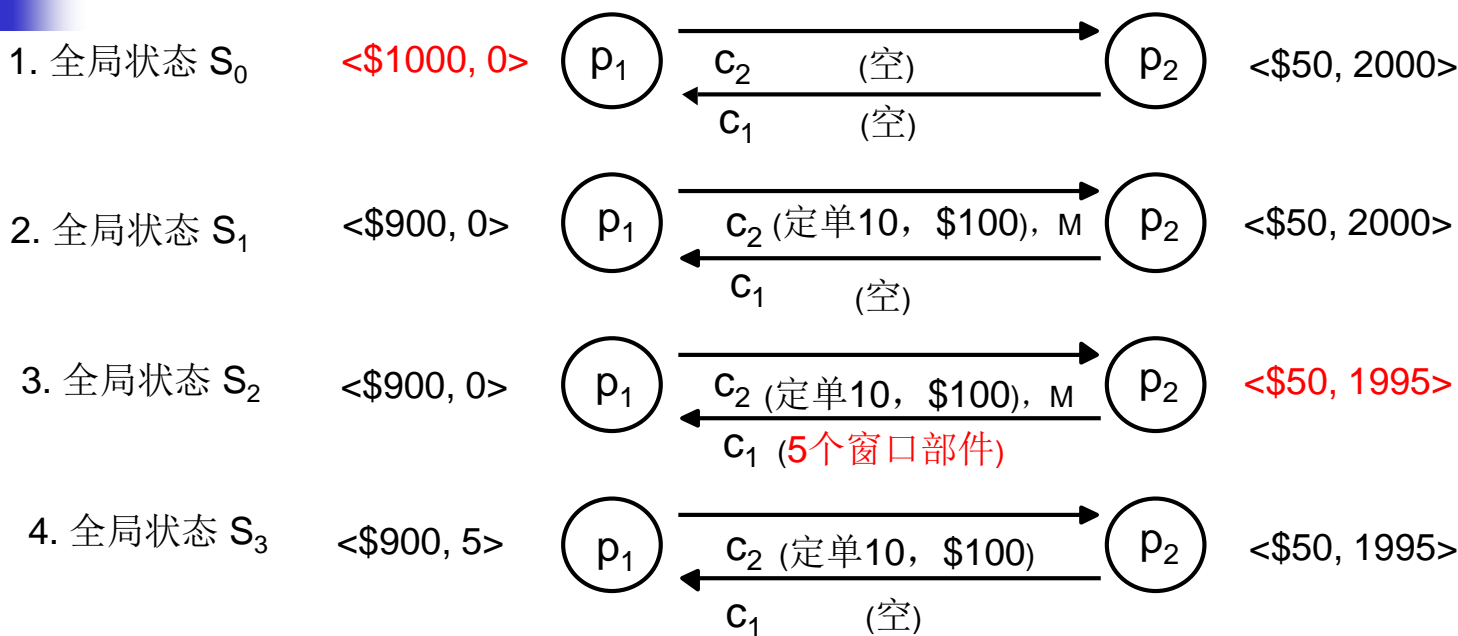 1. 全局状态 S0 <$1000, 0> p1 c2 (空) p2 <$50, 2000>
c1 (空)
2. 全局状态 S1 <$900, 0> p1 c2 (定单10，$100)，M p2 <$50, 2000>
c1 (空)
3. 全局状态 S2 <$900, 0> p1 c2 (定单10，$100)，M p2 <$50, 1995>
c1 (5个窗口部件)
4. 全局状态 S3 <$900, 5> p1 c2 (定单10，$100) p2 <$50, 1995>
c1 (空)